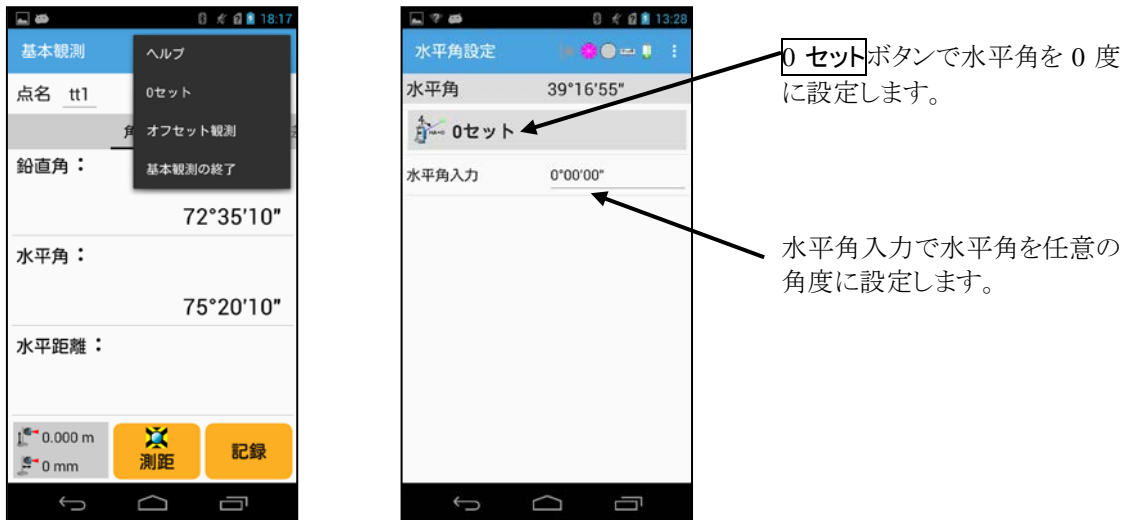 18:17
基本観測
ヘルプ
0セット
オフセット観測
基本観測の終了
点名 tt1
角
鉛直角：
72°35'10"
水平角：
75°20'10"
水平距離：
0.000 m
0 mm
測距
記録
13:28
水平角設定
水平角 39°16'55"
0セット
水平角入力 0°00'00"
0 セットボタンで水平角を 0 度
に設定します。
水平角入力で水平角を任意の
角度に設定します。